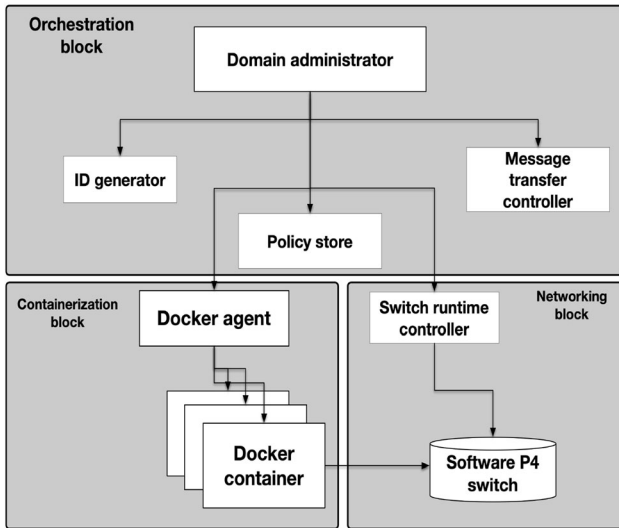 Orchestration
block
Domain administrator
ID generator
Message
transfer
controller
Policy store
Containerization
block
Docker agent
Switch runtime
controller
Networking
block
Docker
container
Software P4
switch